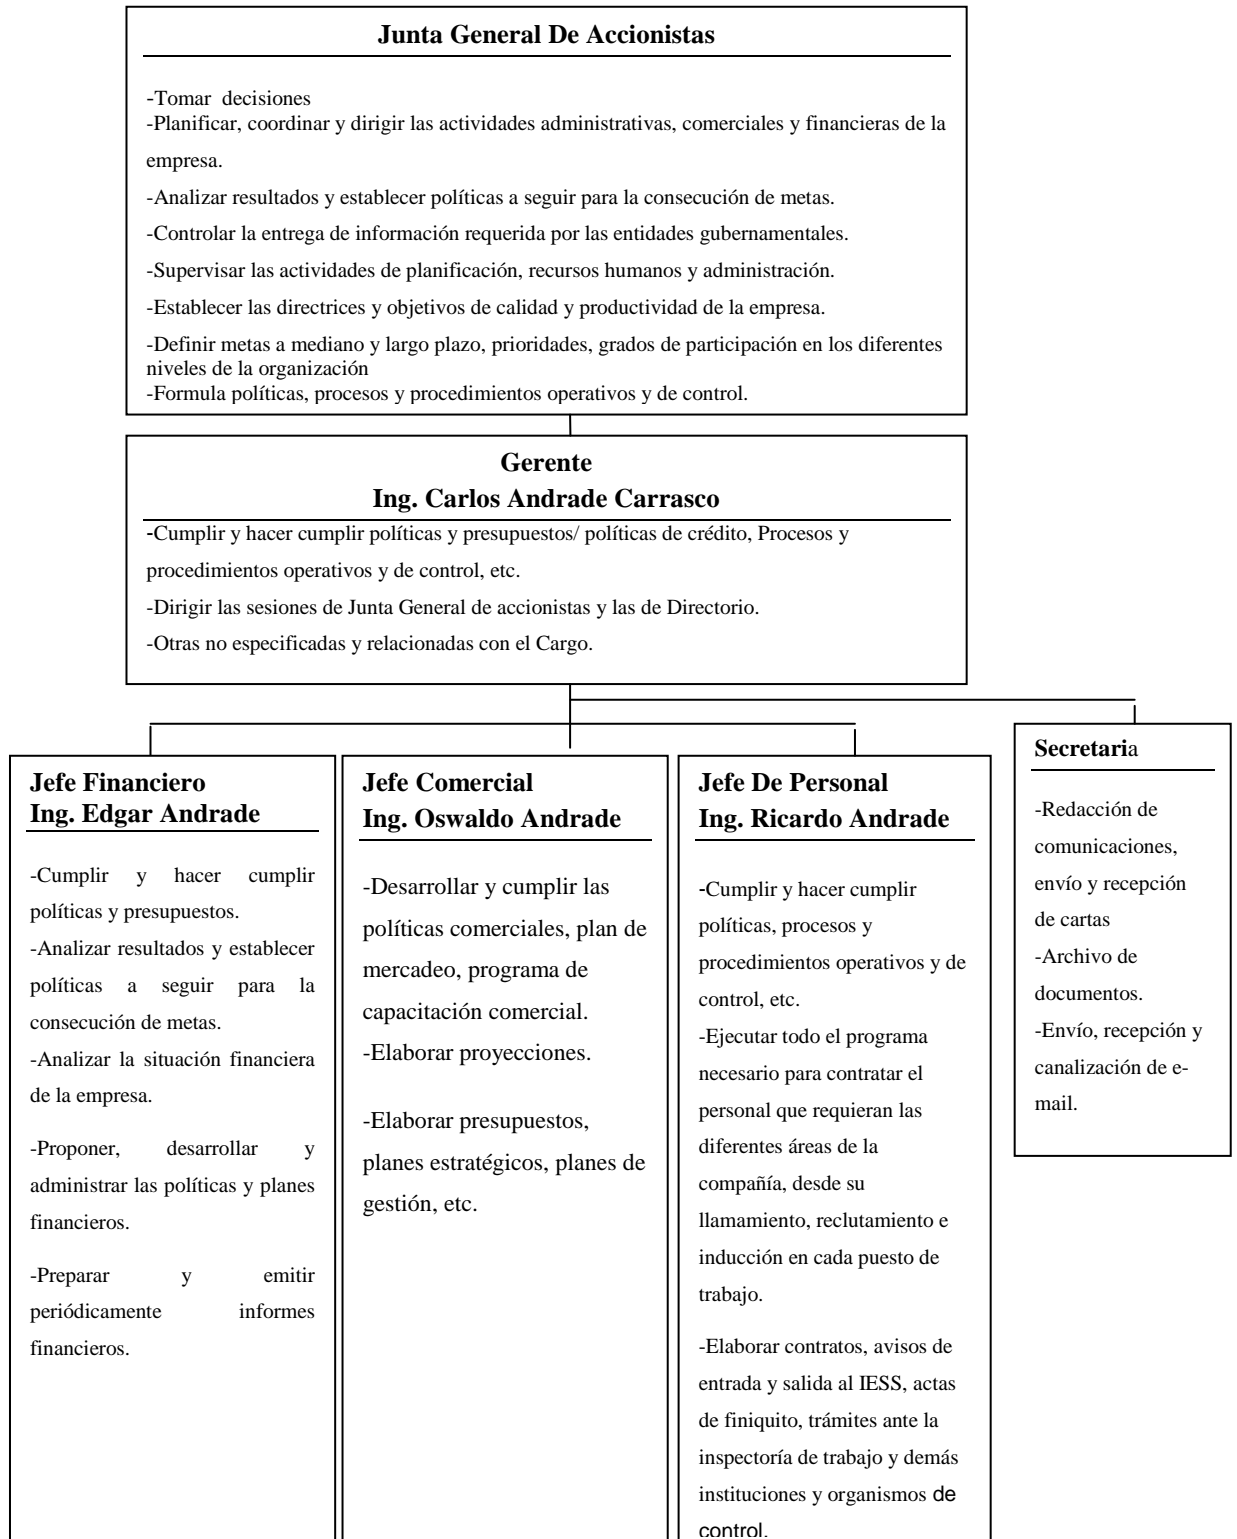 Junta General De Accionistas
-Tomar decisiones
-Planificar, coordinar y dirigir las actividades administrativas, comerciales y financieras de la
empresa.
-Analizar resultados y establecer políticas a seguir para la consecución de metas.
-Controlar la entrega de información requerida por las entidades gubernamentales.
-Supervisar las actividades de planificación, recursos humanos y administración.
-Establecer las directrices y objetivos de calidad y productividad de la empresa.
-Definir metas a mediano y largo plazo, prioridades, grados de participación en los diferentes
niveles de la organización
-Formula políticas, procesos y procedimientos operativos y de control.
Gerente
Ing. Carlos Andrade Carrasco
-Cumplir y hacer cumplir políticas y presupuestos/ políticas de crédito, Procesos y
procedimientos operativos y de control, etc.
-Dirigir las sesiones de Junta General de accionistas y las de Directorio.
-Otras no especificadas y relacionadas con el Cargo.
Jefe Financiero
Ing. Edgar Andrade
-Cumplir y hacer cumplir
políticas y presupuestos.
-Analizar resultados y establecer
políticas a seguir para la
consecución de metas.
-Analizar la situación financiera
de la empresa.
-Proponer, desarrollar y
administrar las políticas y planes
financieros.
-Preparar y emitir
periódicamente informes
financieros.
Jefe Comercial
Ing. Oswaldo Andrade
-Desarrollar y cumplir las
políticas comerciales, plan de
mercadeo, programa de
capacitación comercial.
-Elaborar proyecciones.
-Elaborar presupuestos,
planes estratégicos, planes de
gestión, etc.
Jefe De Personal
Ing. Ricardo Andrade
-Cumplir y hacer cumplir
políticas, procesos y
procedimientos operativos y de
control, etc.
-Ejecutar todo el programa
necesario para contratar el
personal que requieran las
diferentes áreas de la
compañía, desde su
llamamiento, reclutamiento e
inducción en cada puesto de
trabajo.
-Elaborar contratos, avisos de
entrada y salida al IESS, actas
de finiquito, trámites ante la
inspectoría de trabajo y demás
instituciones y organismos de
control.
Secretaria
-Redacción de
comunicaciones,
envío y recepción
de cartas
-Archivo de
documentos.
-Envío, recepción y
canalización de e-
mail.